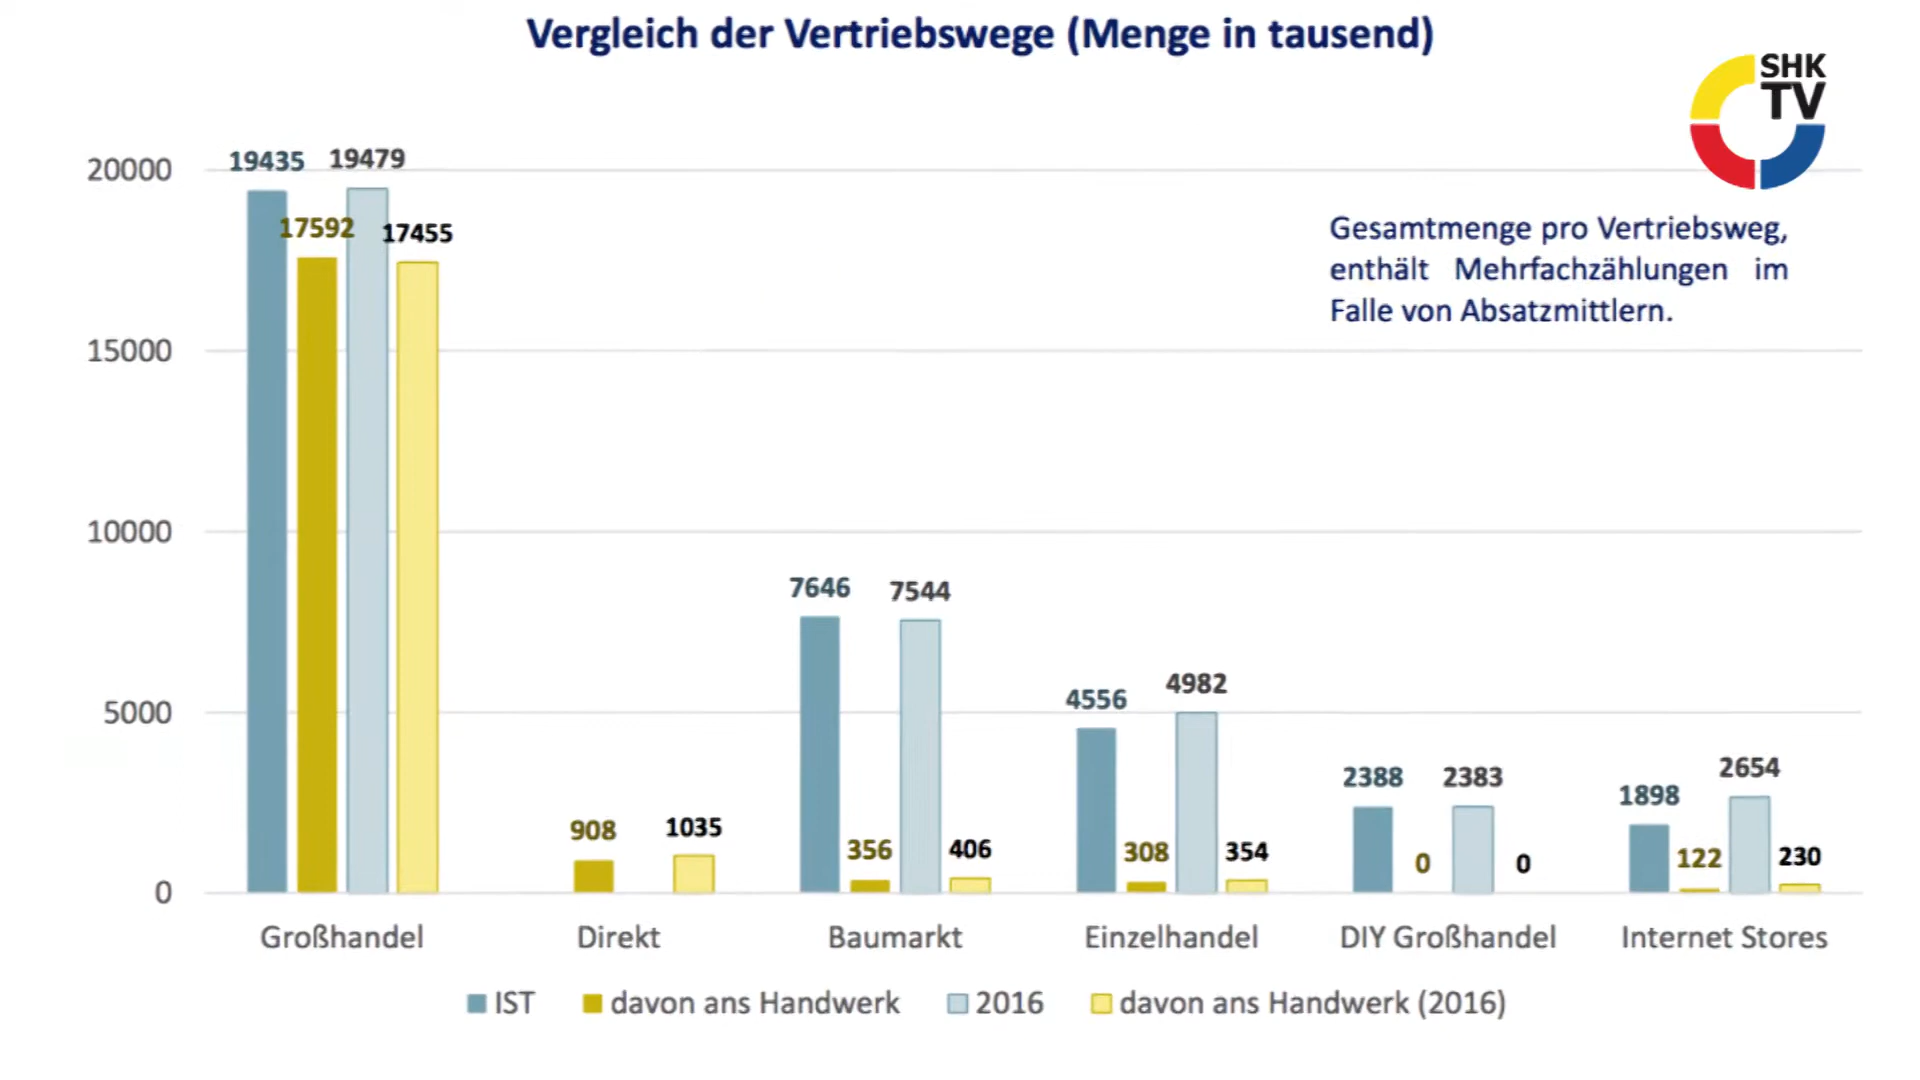 Vergleich der Vertriebswege (Menge in tausend)
SHK
TV
Gesamtmenge pro Vertriebsweg,
enthält Mehrfachzählungen im
Falle von Absatzmittlern.
20000
15000
10000
5000
0
19435 17592 19479 17455
908 1035
7646 356 7544 406
4556 308 4982 354
2388 0 2383 0
1898 122 2654 230
Großhandel Direkt Baumarkt Einzelhandel DIY Großhandel Internet Stores
IST davon ans Handwerk 2016 davon ans Handwerk (2016)